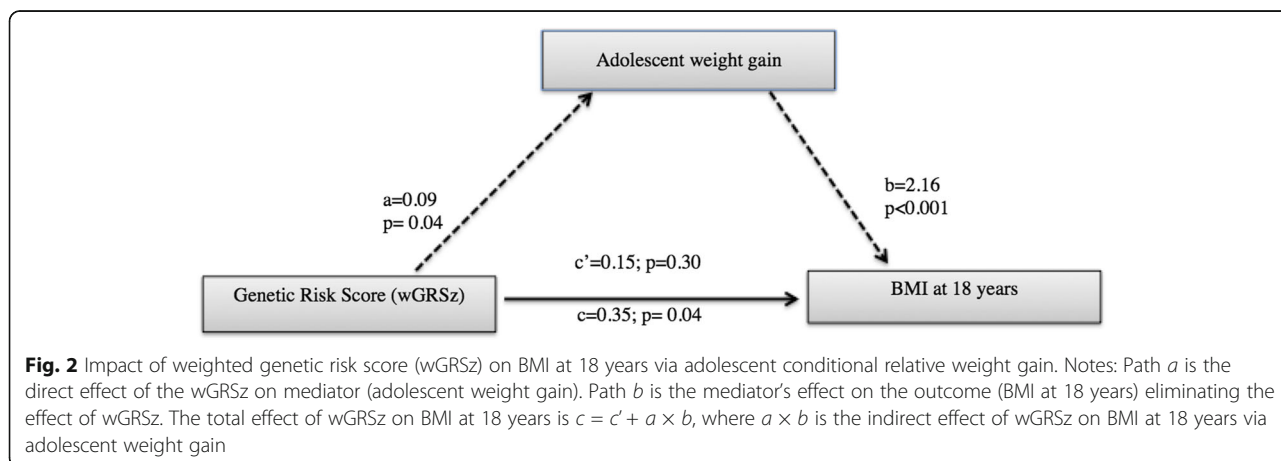 Adolescent weight gain
a=0.09
p= 0.04
b=2.16
p<0.001
c’=0.15; p=0.30
Genetic Risk Score (wGRSz)
BMI at 18 years
c=0.35; p= 0.04
Fig. 2 Impact of weighted genetic risk score (wGRSz) on BMI at 18 years via adolescent conditional relative weight gain. Notes: Path a is the
direct effect of the wGRSz on mediator (adolescent weight gain). Path b is the mediator’s effect on the outcome (BMI at 18 years) eliminating the
effect of wGRSz. The total effect of wGRSz on BMI at 18 years is c = c′ + a × b, where a × b is the indirect effect of wGRSz on BMI at 18 years via
adolescent weight gain